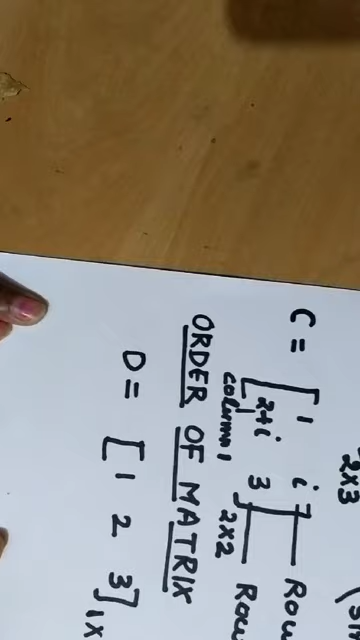 2x3
C = [ 1 i ] Row
[ 2+i 3 ] Row
column 1 2x2
ORDER OF MATRIX
D = [ 1 2 3 ] 1x